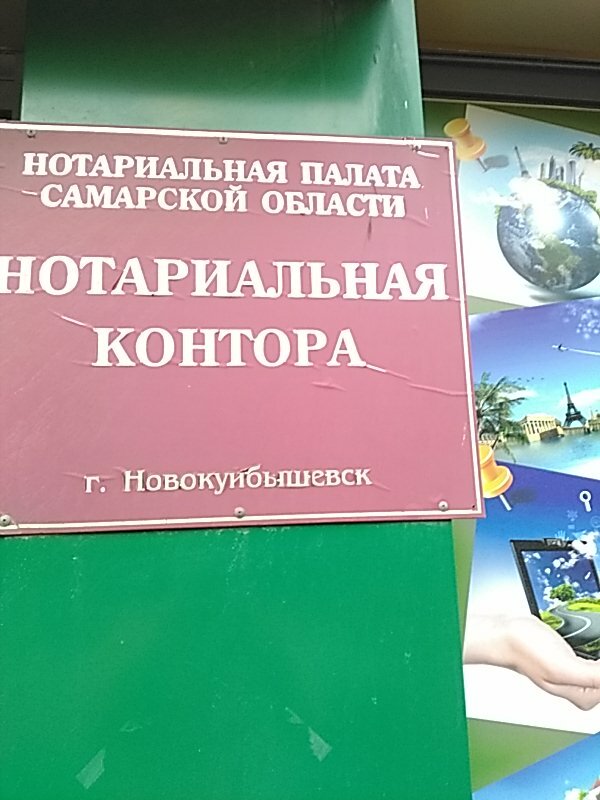 НОТАРИАЛЬНАЯ ПАЛАТА
САМАРСКОЙ ОБЛАСТИ
НОТАРИАЛЬНАЯ
КОНТОРА
г. Новокуйбышевск